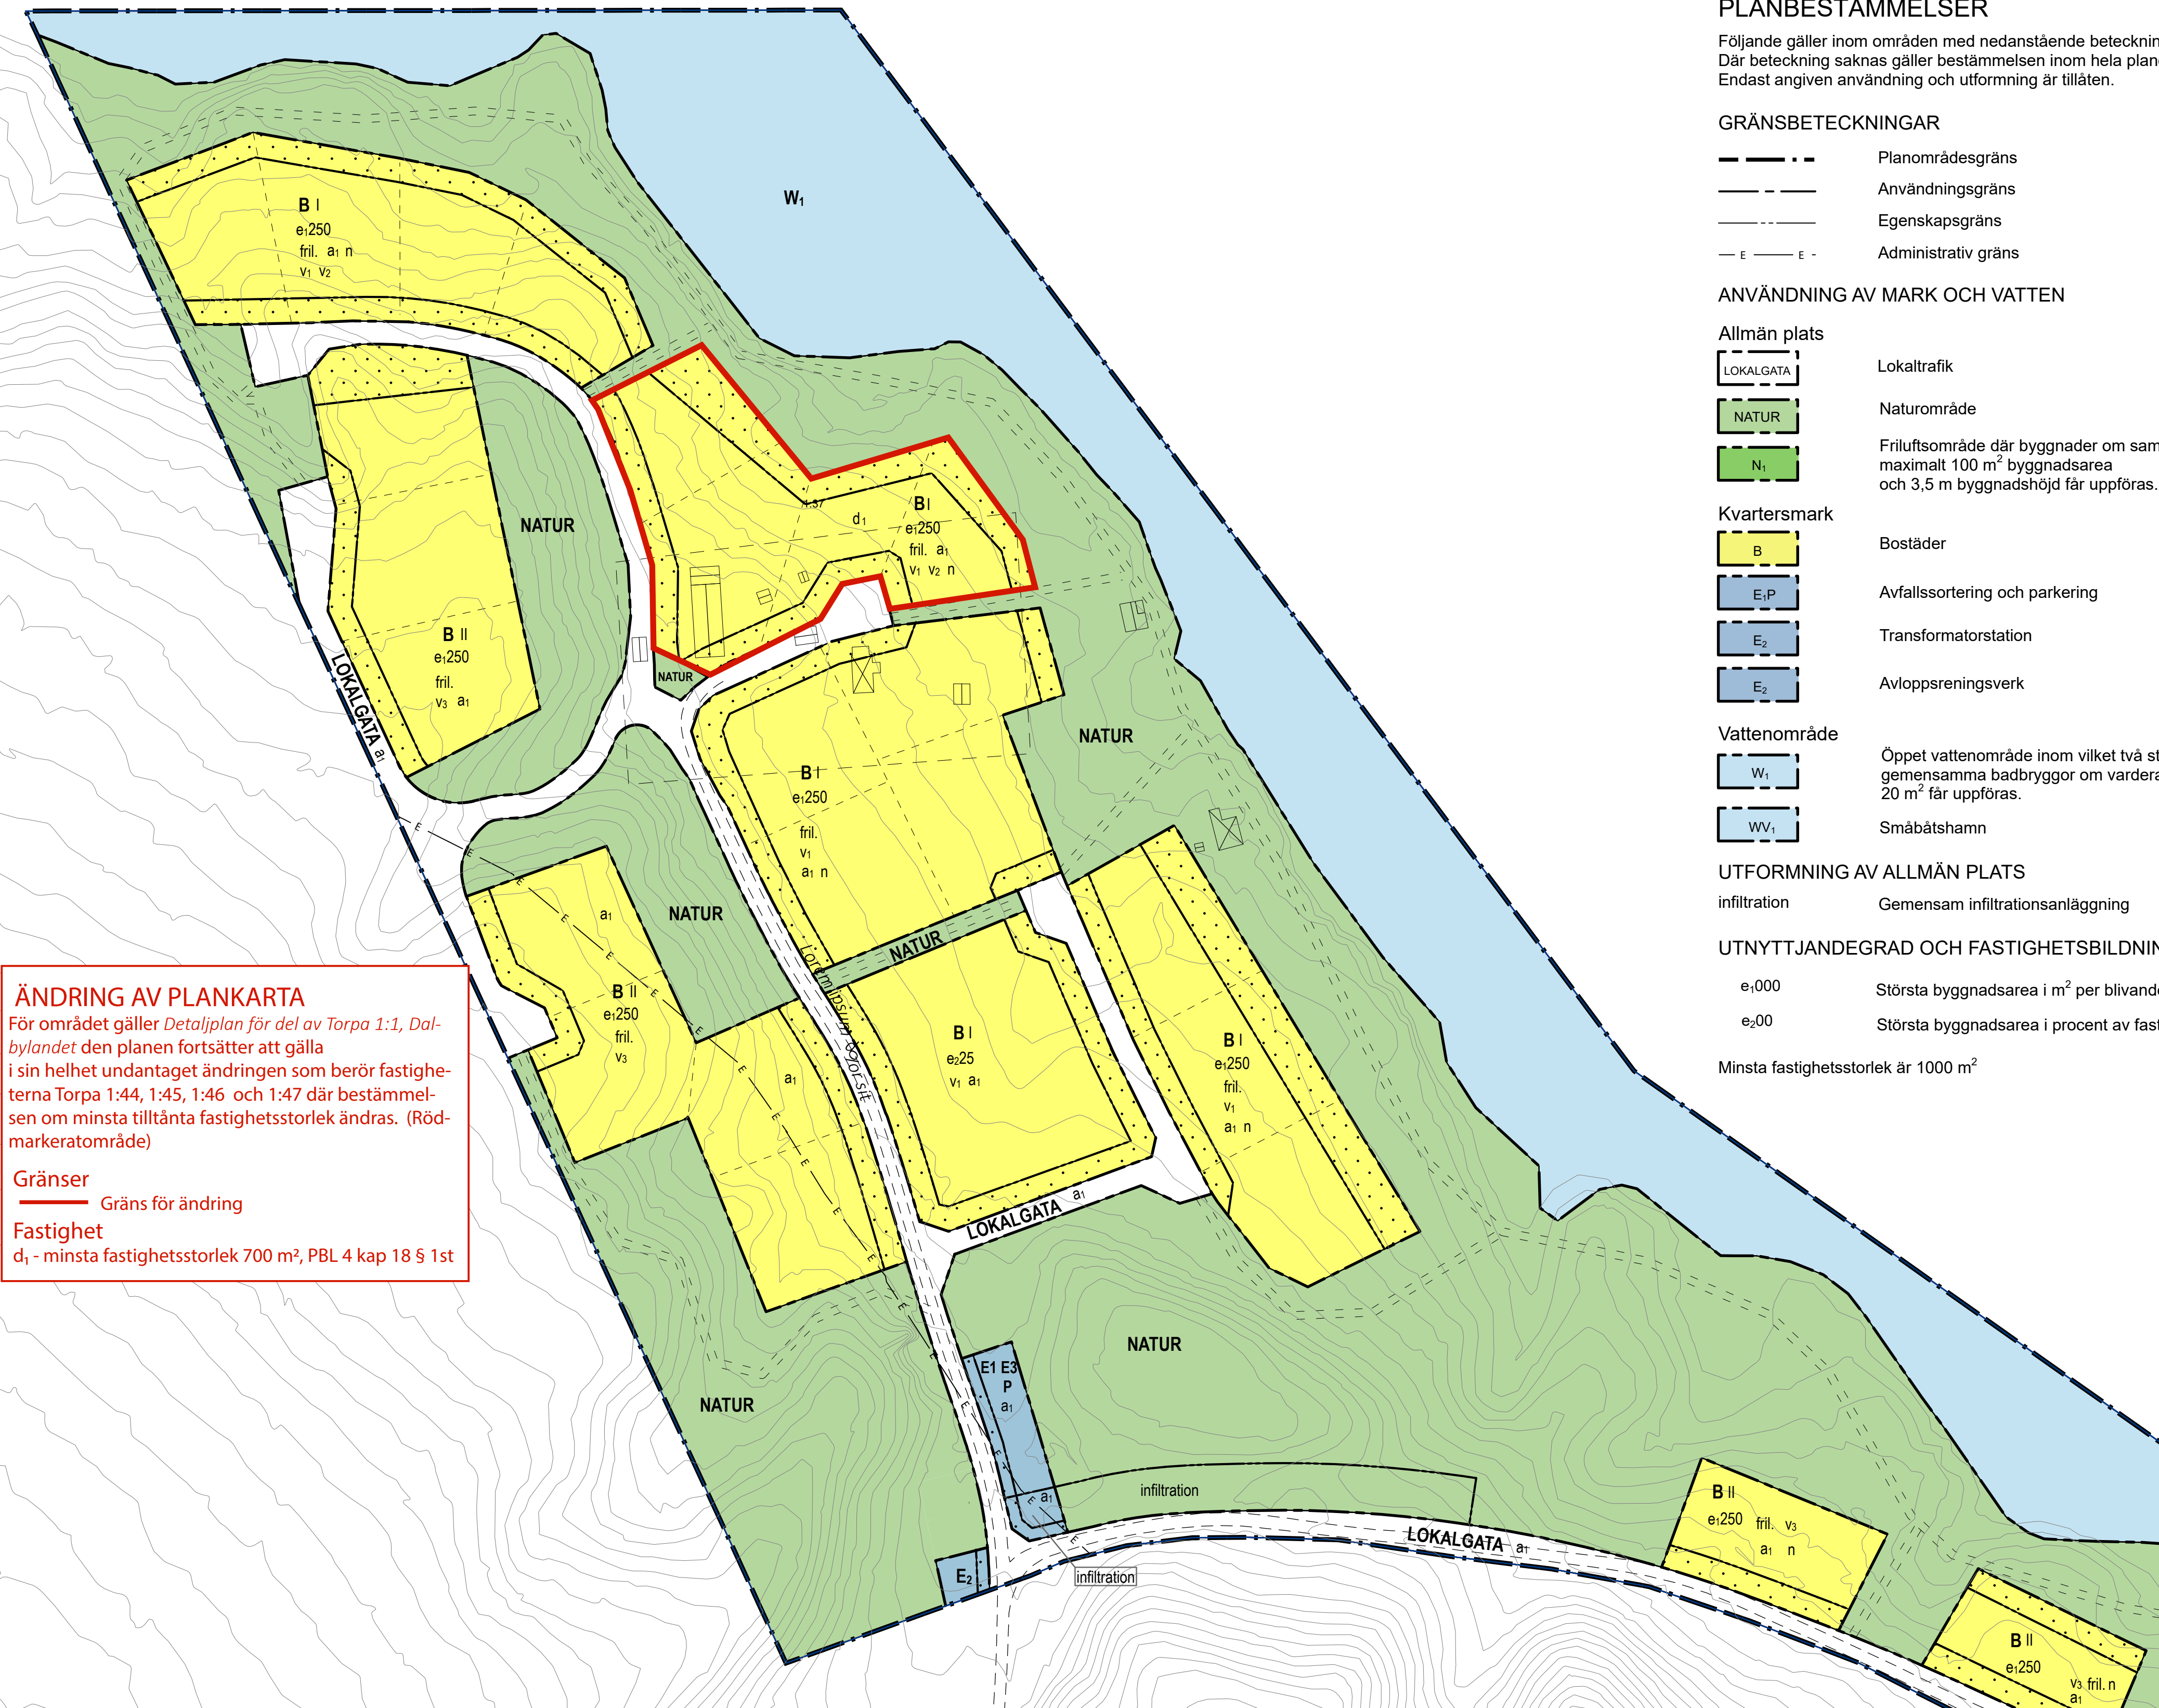 PLANBESTÄMMELSER
Följande gäller inom områden med nedanstående
Där beteckning saknas gäller bestämmelsen inom hela
Endast angiven användning och utformning är tillåten.
GRÄNSBETECKNINGAR
Planområdesgräns
Användningsgräns
Egenskapsgräns
E E
Administrativ gräns
ANVÄNDNING AV MARK OCH VATTEN
Allmän plats
LOKALGATA Lokaltrafik
NATUR Naturområde
N₁ Friluftsområde där byggnader om
maximalt 100 m² byggnadsarea
och 3,5 m byggnadshöjd får uppföras.
Kvartersmark
B Bostäder
E₁P Avfallssortering och parkering
E₂ Transformatorstation
E₂ Avloppsreningsverk
Vattenområde
W₁ Öppet vattenområde inom vilket två
gemensamma badbryggor om vardera
20 m² får uppföras.
WV₁ Småbåtshamn
UTFORMNING AV ALLMÄN PLATS
infiltration Gemensam infiltrationsanläggning
UTNYTTJANDEGRAD OCH
e₁000 Största byggnadsarea i m² per
e₂00 Största byggnadsarea i procent av
Minsta fastighetsstorlek är 1000 m²
W₁
B I
e₁250
fril. a₁ n
v₁ v₂
NATUR
1:37
d₁
B I
e₁250
fril. a₁
v₁ v₂ n
B II
e₁250
fril.
v₃ a₁
LOKALGATA a₁
NATUR
NATUR
B I
e₁250
fril.
v₁
a₁ n
NATUR
a₁
B II
e₁250
fril.
v₃
a₁
NATUR
Lorem ipsum dolor sit
B I
e₂25
v₁ a₁
B I
e₁250
fril.
v₁
a₁ n
LOKALGATA a₁
NATUR
NATUR
E1 E3
P
a₁
a₁
infiltration
infiltration
E₂
LOKALGATA a₁
B II
e₁250 fril. v₃
a₁ n
B II
e₁250
v₃ fril. n
a₁
ÄNDRING AV PLANKARTA
För området gäller Detaljplan för del av Torpa 1:1, Dal-
bylandet den planen fortsätter att gälla
i sin helhet undantaget ändringen som berör fastighe-
terna Torpa 1:44, 1:45, 1:46 och 1:47 där bestämmel-
sen om minsta tilltånta fastighetsstorlek ändras. (Röd-
markeratområde)
Gränser
Gräns för ändring
Fastighet
d₁ - minsta fastighetsstorlek 700 m², PBL 4 kap 18 § 1st